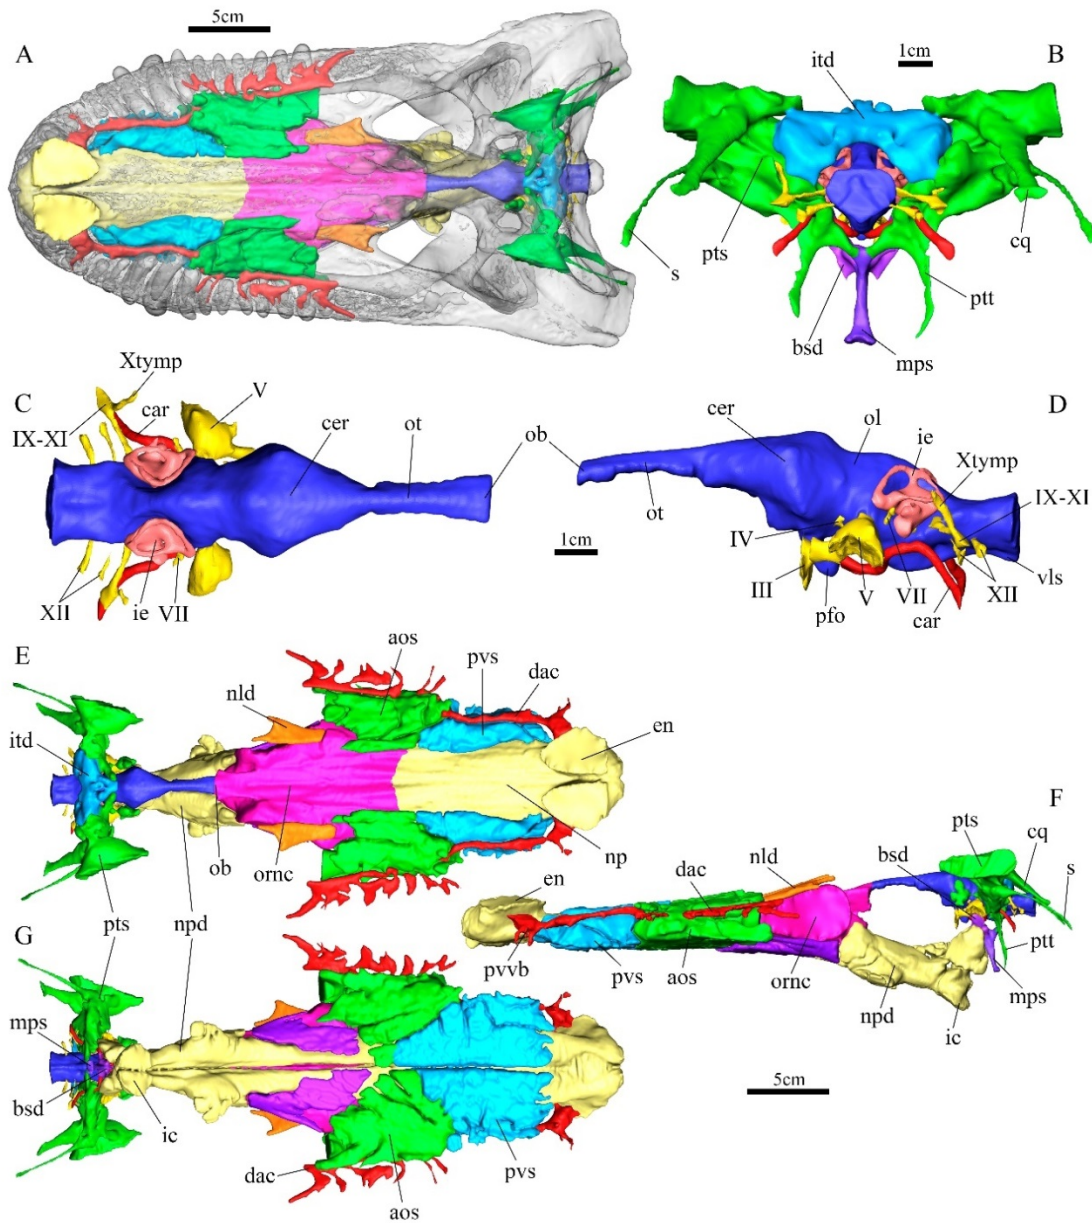 5cm
A
1cm
B
itd
pts
cq
s
ptt
bsd
mps
Xtymp
C
car
V
D
IX-XI
cer
ot
ob
cer
ol
ie
Xtymp
IX-XI
ot
IV
1cm
XII
ie
VII
III
pfo
V
VII
car
XII
vls
E
aos
pvs
dac
nld
en
itd
F
pts
cq
bsd
s
ob
ornc
np
nld
dac
en
pts
npd
G
ptt
pvvb
pvs
aos
ornc
npd
mps
ic
mps
bsd
ic
5cm
pvs
dac
aos